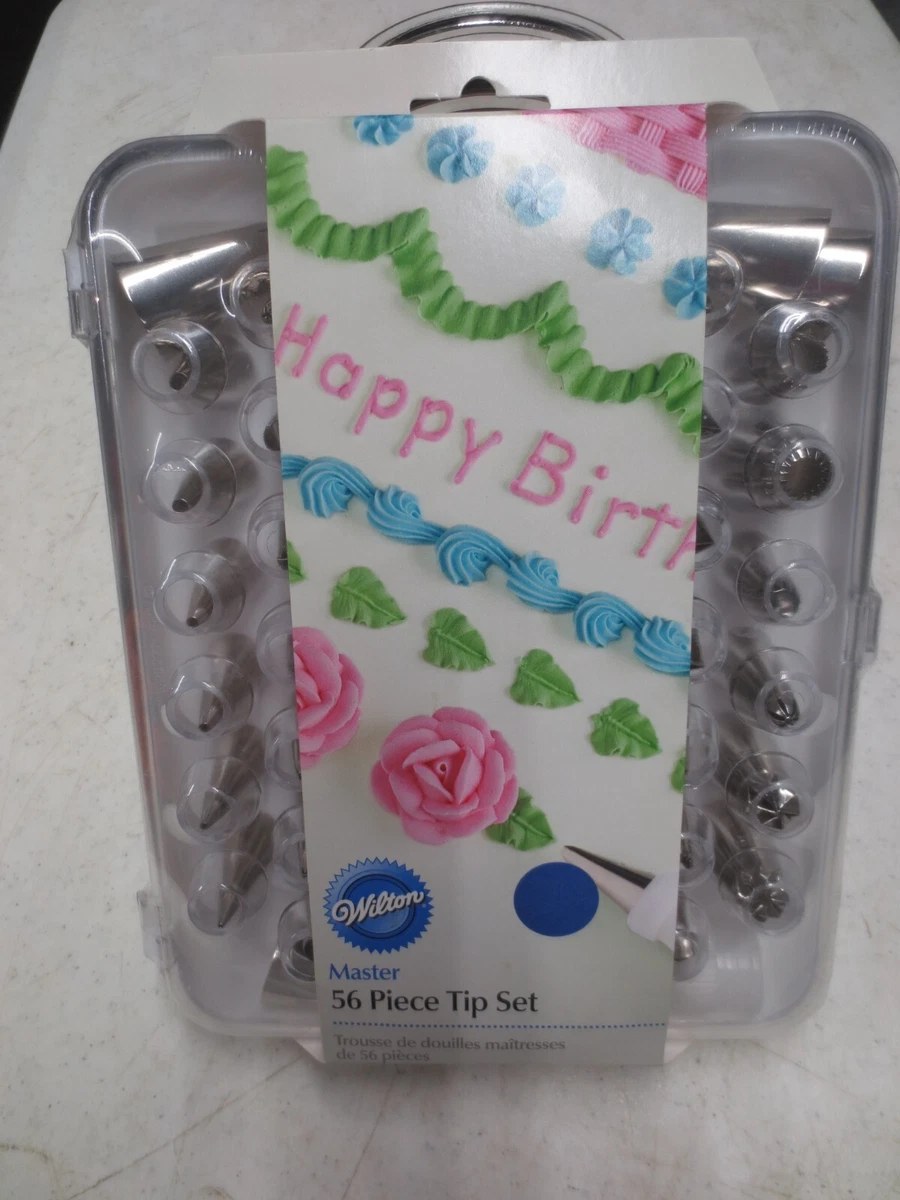 Happy Birth
Wilton
Master
56 Piece Tip Set
Trousse de douilles maîtresses
de 56 pièces